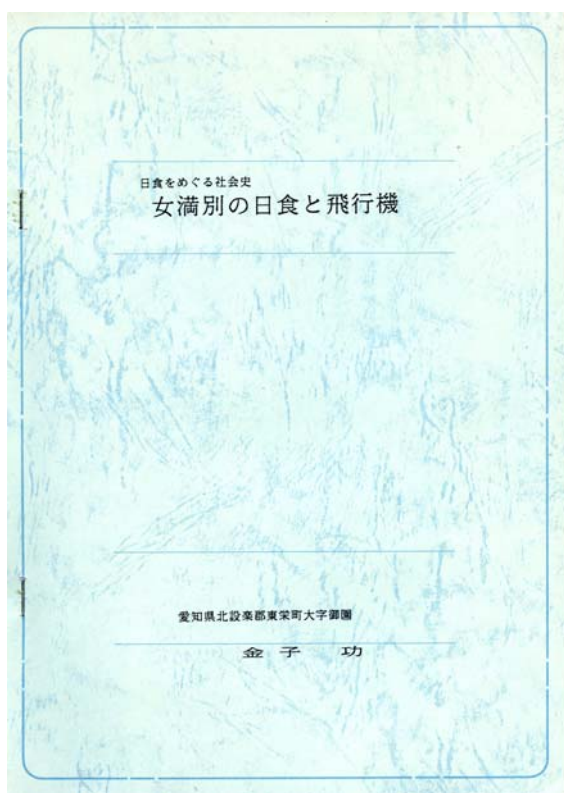 日食をめぐる社会史
女満別の日食と飛行機
愛知県北設楽郡東栄町大字御園
金子　功